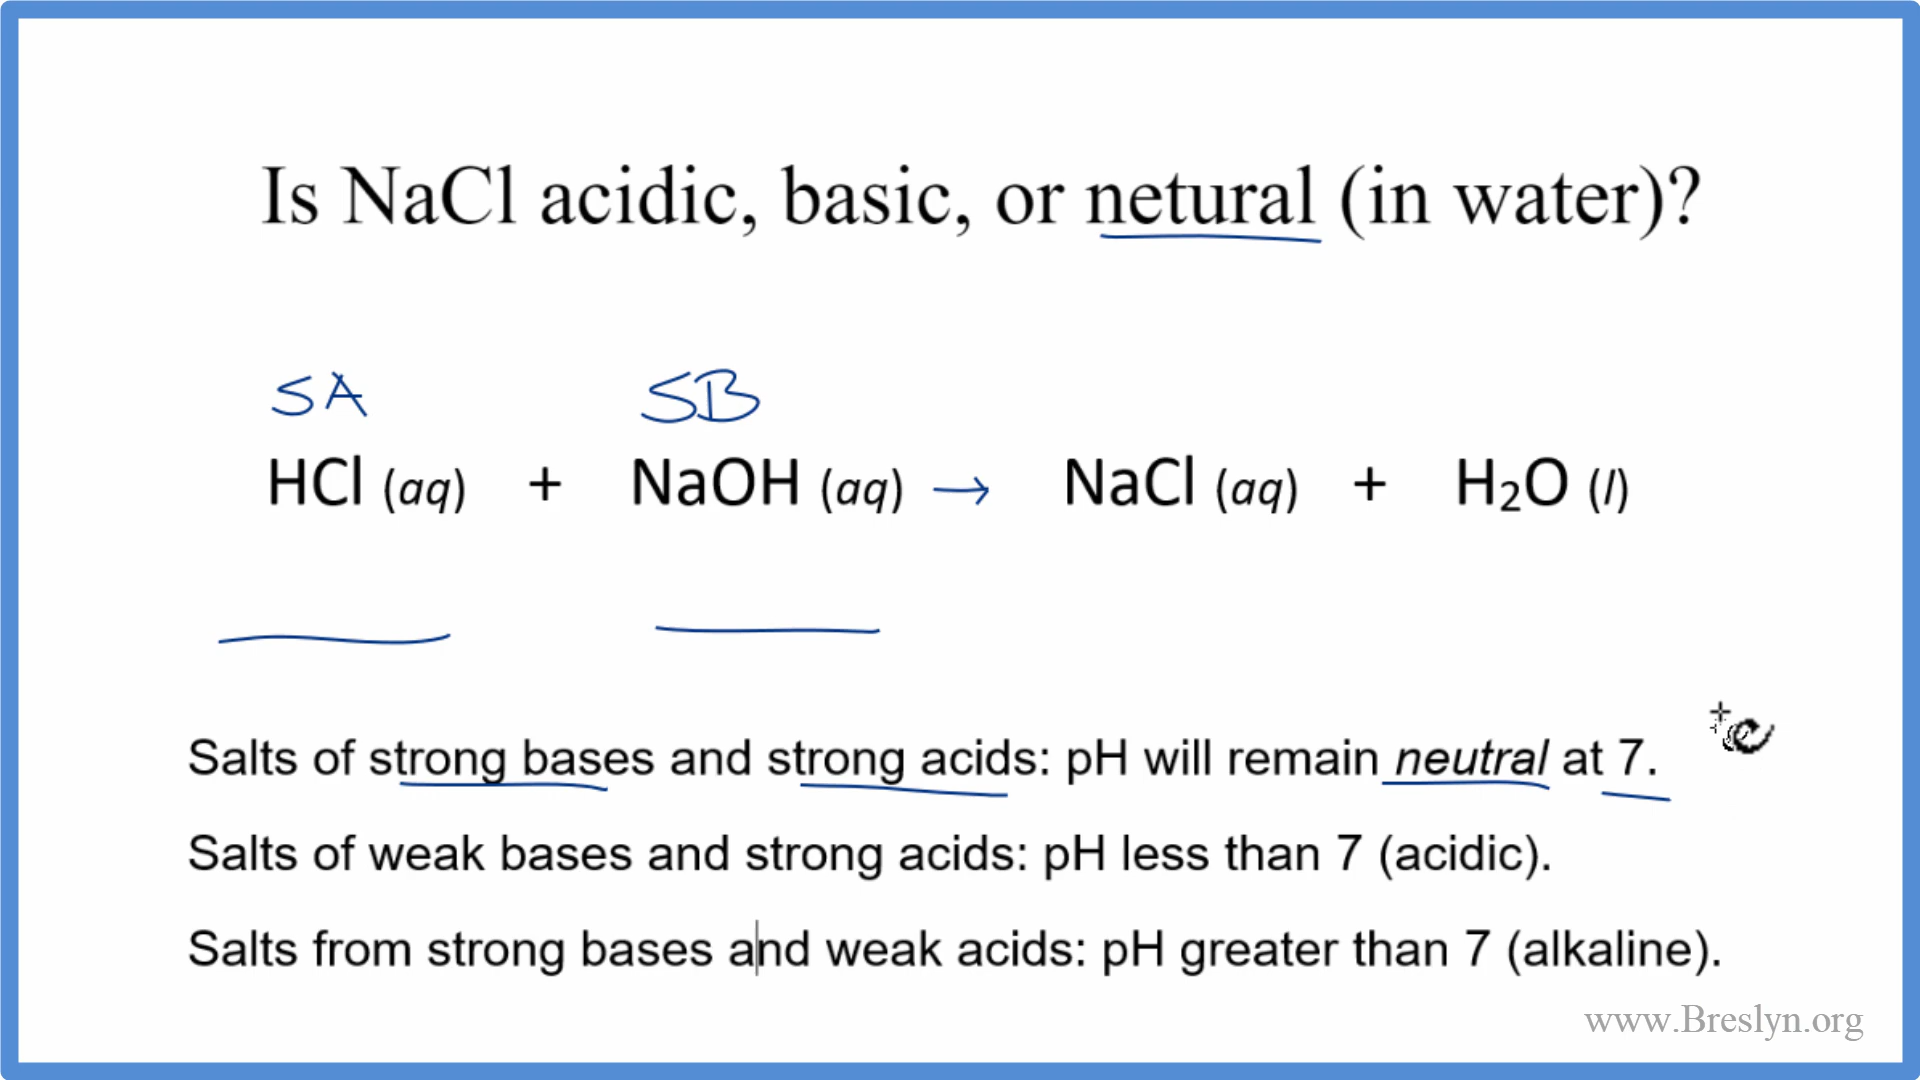 Is NaCl acidic, basic, or netural (in water)?
SA SB
HCl (aq) + NaOH (aq) → NaCl (aq) + H₂O (l)
Salts of strong bases and strong acids: pH will remain neutral at 7.
Salts of weak bases and strong acids: pH less than 7 (acidic).
Salts from strong bases and weak acids: pH greater than 7 (alkaline).
www.Breslyn.org